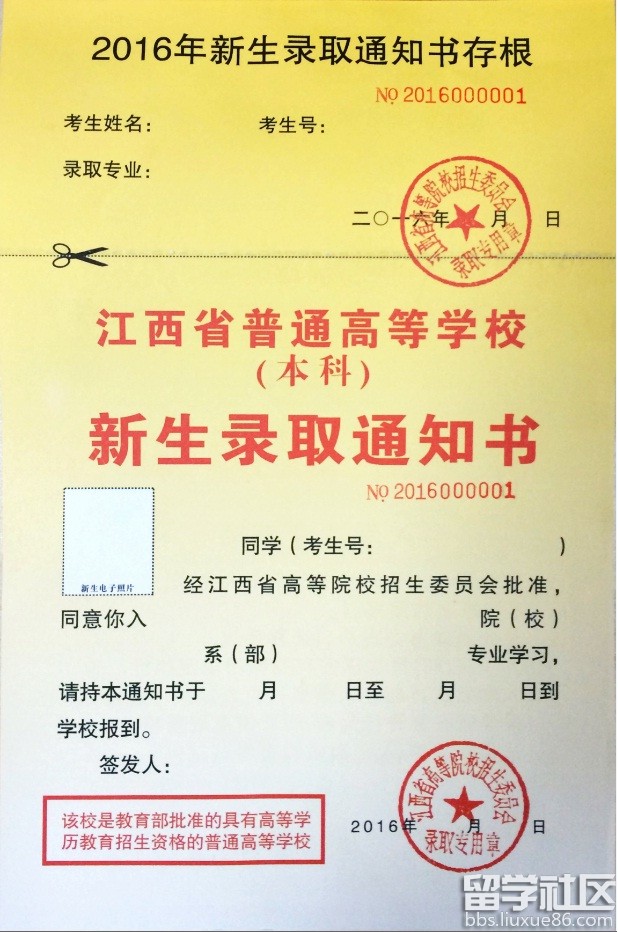 2016年新生录取通知书存根
No 2016000001
考生姓名: 考生号:
录取专业:
二〇一六年 月 日
江西省高等院校招生委员会
录取专用章
江西省普通高等学校
(本科)
新生录取通知书
No 2016000001
新生电子照片
同学(考生号: )
经江西省高等院校招生委员会批准,
同意你入 院(校)
系(部) 专业学习,
请持本通知书于 月 日至 月 日到
学校报到。
签发人:
该校是教育部批准的具有高等学
历教育招生资格的普通高等学校
2016年 月 日
江西省高等院校招生委员会
录取专用章
留学社区
bbs.liuxue86.com